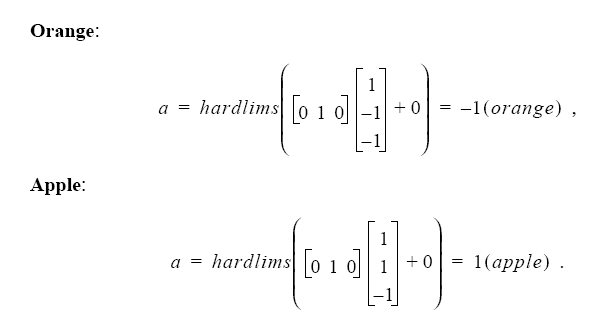 Orange:
a = hardlims([0 1 0][1 −1 −1] + 0) = −1(orange) ,
Apple:
a = hardlims([0 1 0][1 1 −1] + 0) = 1(apple) .